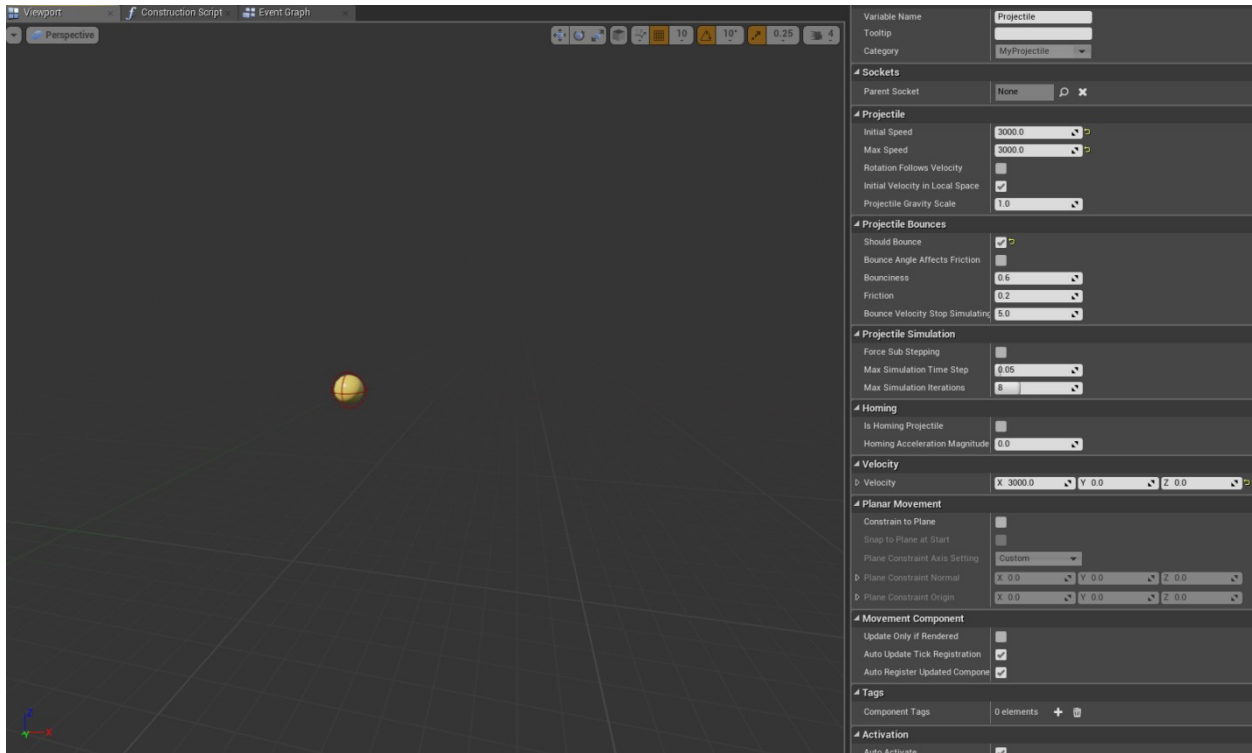 Viewport
Construction Script
Event Graph
Perspective
10
10°
0.25
4
Variable Name Projectile
Tooltip
Category MyProjectile
Sockets
Parent Socket None
Projectile
Initial Speed 3000.0
Max Speed 3000.0
Rotation Follows Velocity
Initial Velocity in Local Space
Projectile Gravity Scale 1.0
Projectile Bounces
Should Bounce
Bounce Angle Affects Friction
Bounciness 0.6
Friction 0.2
Bounce Velocity Stop Simulating 5.0
Projectile Simulation
Force Sub Stepping
Max Simulation Time Step 0.05
Max Simulation Iterations 8
Homing
Is Homing Projectile
Homing Acceleration Magnitude 0.0
Velocity
Velocity X 3000.0 Y 0.0 Z 0.0
Planar Movement
Constrain to Plane
Snap to Plane at Start
Plane Constraint Axis Setting Custom
Plane Constraint Normal X 0.0 Y 0.0 Z 0.0
Plane Constraint Origin X 0.0 Y 0.0 Z 0.0
Movement Component
Update Only if Rendered
Auto Update Tick Registration
Auto Register Updated Compone
Tags
Component Tags 0 elements
Activation
Auto Activate
Z
Y X